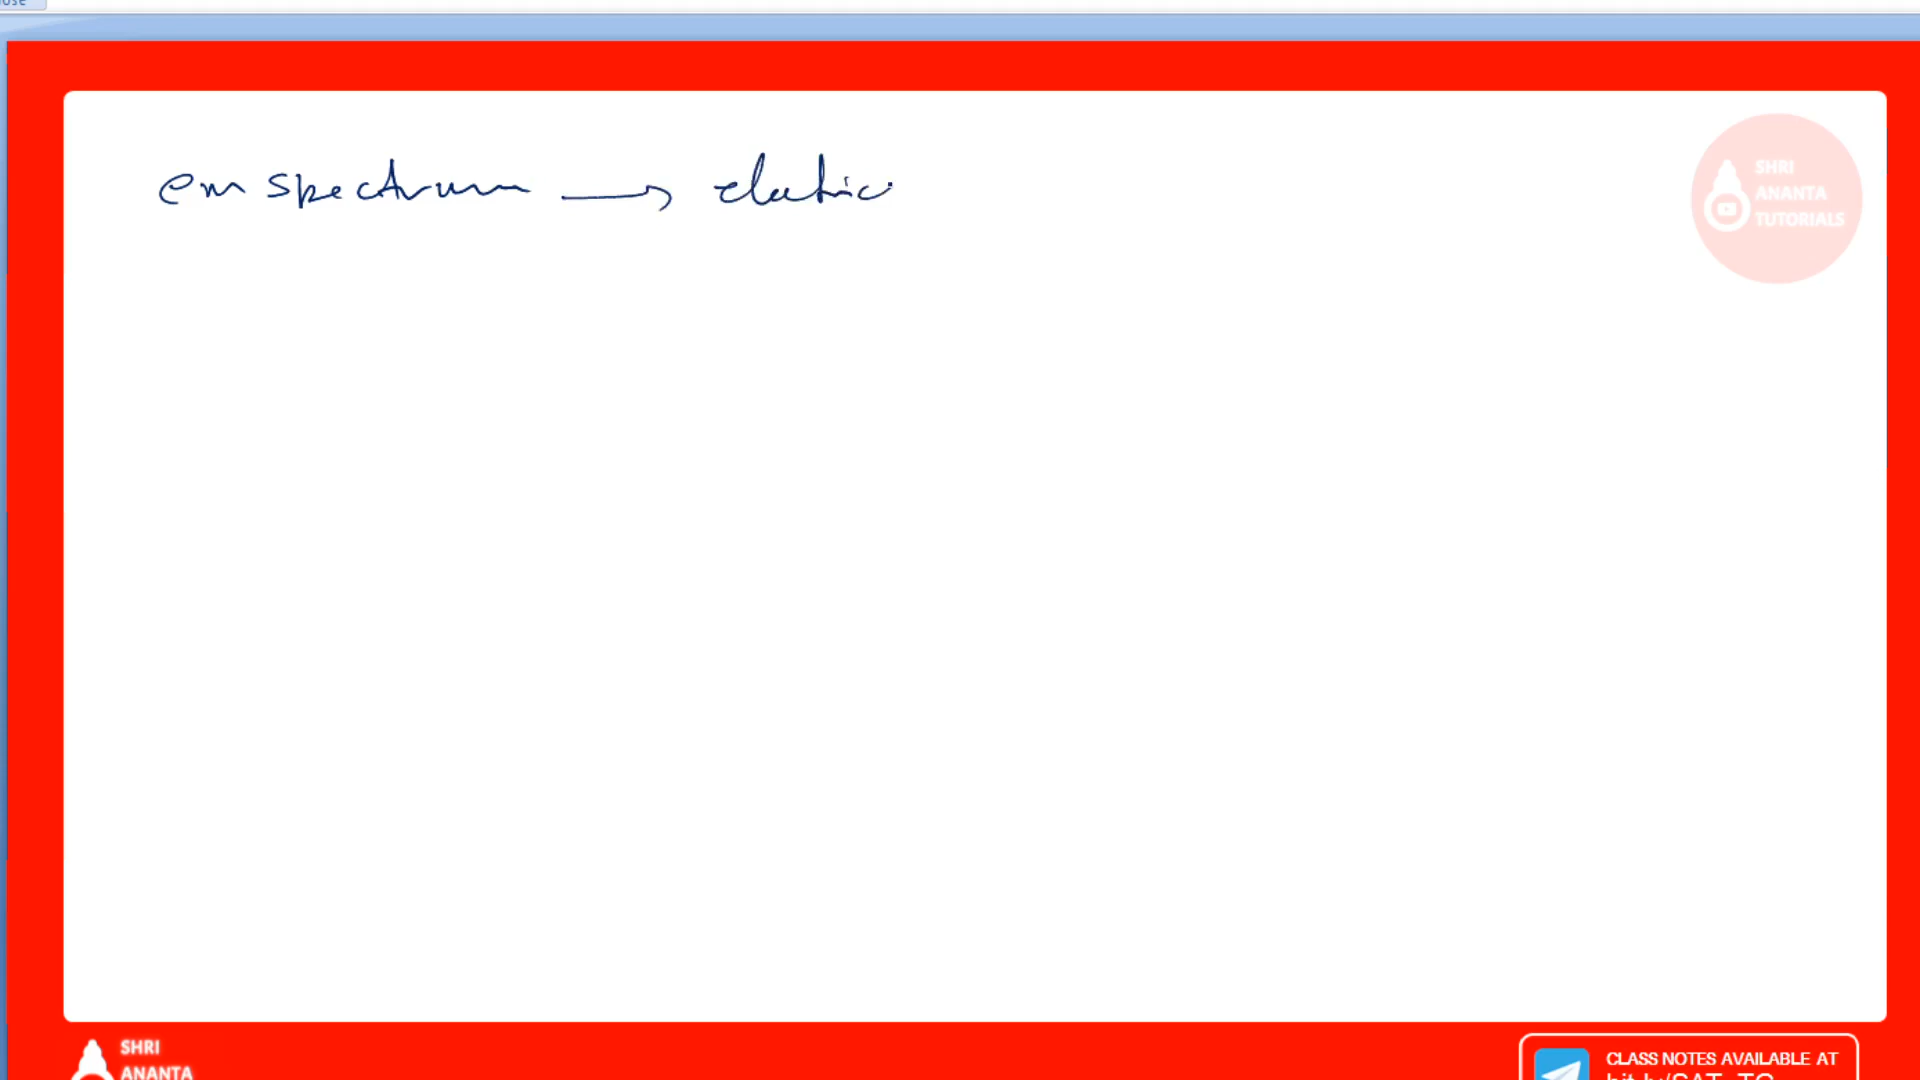 em spectrum → electric
SHRI
ANANTA
TUTORIALS
SHRI
ANANTA
CLASS NOTES AVAILABLE AT